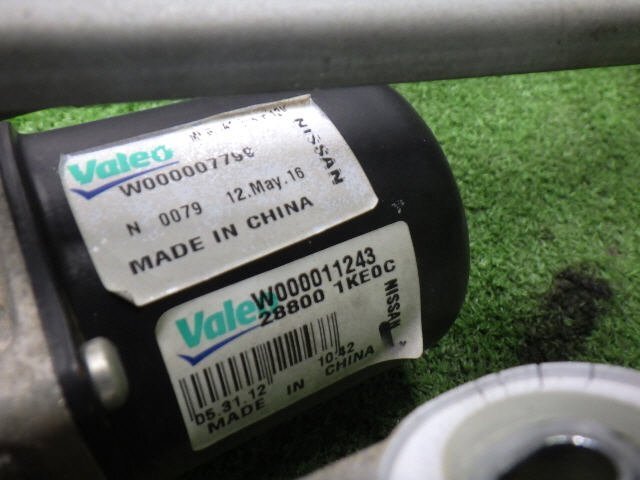 Valeo
NISSAN
N 0079 12.May.16
MADE IN CHINA
Valeo
W000011243
28800 1KE0C
NISSAN
05.31.12 10:42
MADE IN CHINA